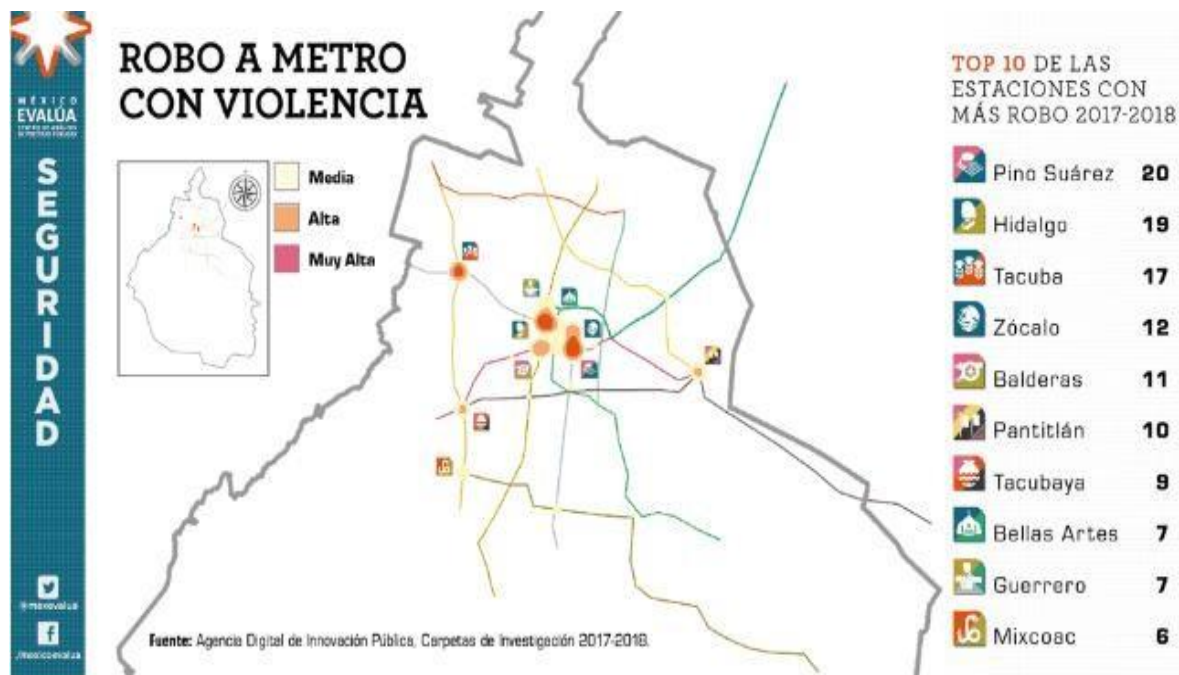 MÉXICO
EVALÚA
SEGURIDAD
@mexevalua
/mexicoevalua
ROBO A METRO
CON VIOLENCIA
Media
Alta
Muy Alta
Fuente: Agencia Digital de Innovación Pública, Carpetas de Investigación 2017-2018.
TOP 10 DE LAS
ESTACIONES CON
MÁS ROBO 2017-2018
Pino Suárez 20
Hidalgo 19
Tacuba 17
Zócalo 12
Balderas 11
Pantitlán 10
Tacubaya 9
Bellas Artes 7
Guerrero 7
Mixcoac 6